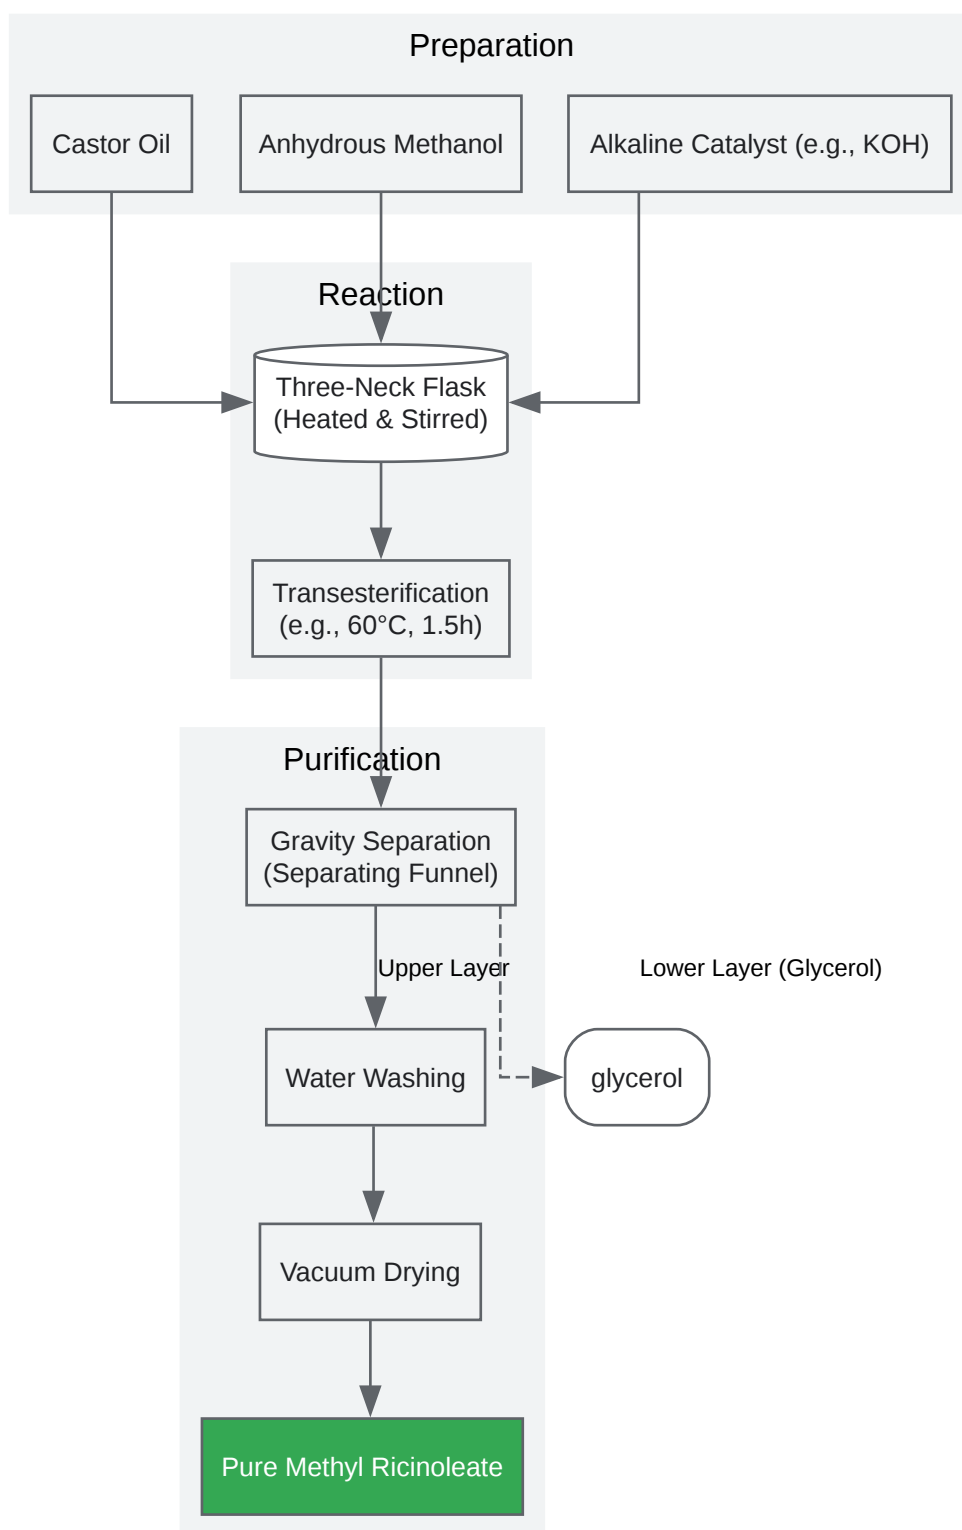 Preparation
Castor Oil
Anhydrous Methanol
Alkaline Catalyst (e.g., KOH)
Reaction
Three-Neck Flask
(Heated & Stirred)
Transesterification
(e.g., 60°C, 1.5h)
Purification
Gravity Separation
(Separating Funnel)
Upper Layer
Lower Layer (Glycerol)
Water Washing
glycerol
Vacuum Drying
Pure Methyl Ricinoleate